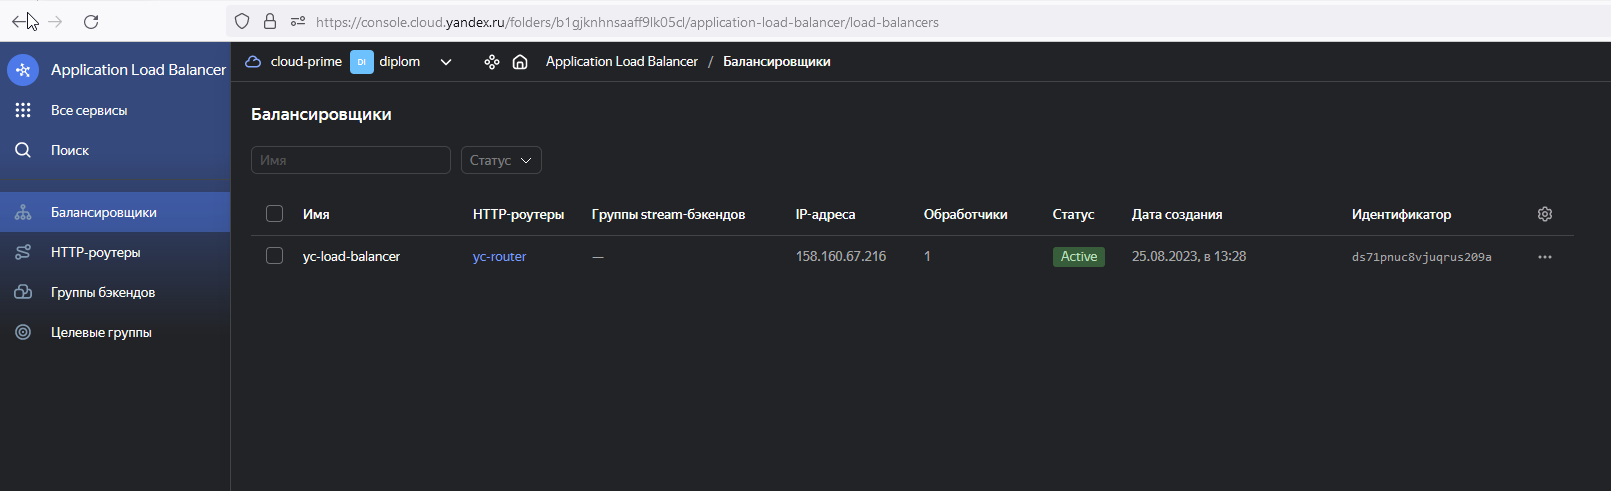 https://console.cloud.yandex.ru/folders/b1gjknhnsaaff9lk05cl/application-load-balancer/load-balancers
Application Load Balancer
Все сервисы
Поиск
Балансировщики
HTTP-роутеры
Группы бэкендов
Целевые группы
cloud-prime DI diplom Application Load Balancer / Балансировщики
Балансировщики
Имя Статус
Имя HTTP-роутеры Группы stream-бэкендов IP-адреса Обработчики Статус Дата создания Идентификатор
yc-load-balancer yc-router — 158.160.67.216 1 Active 25.08.2023, в 13:28 ds71pnuc8vjuqrus209a